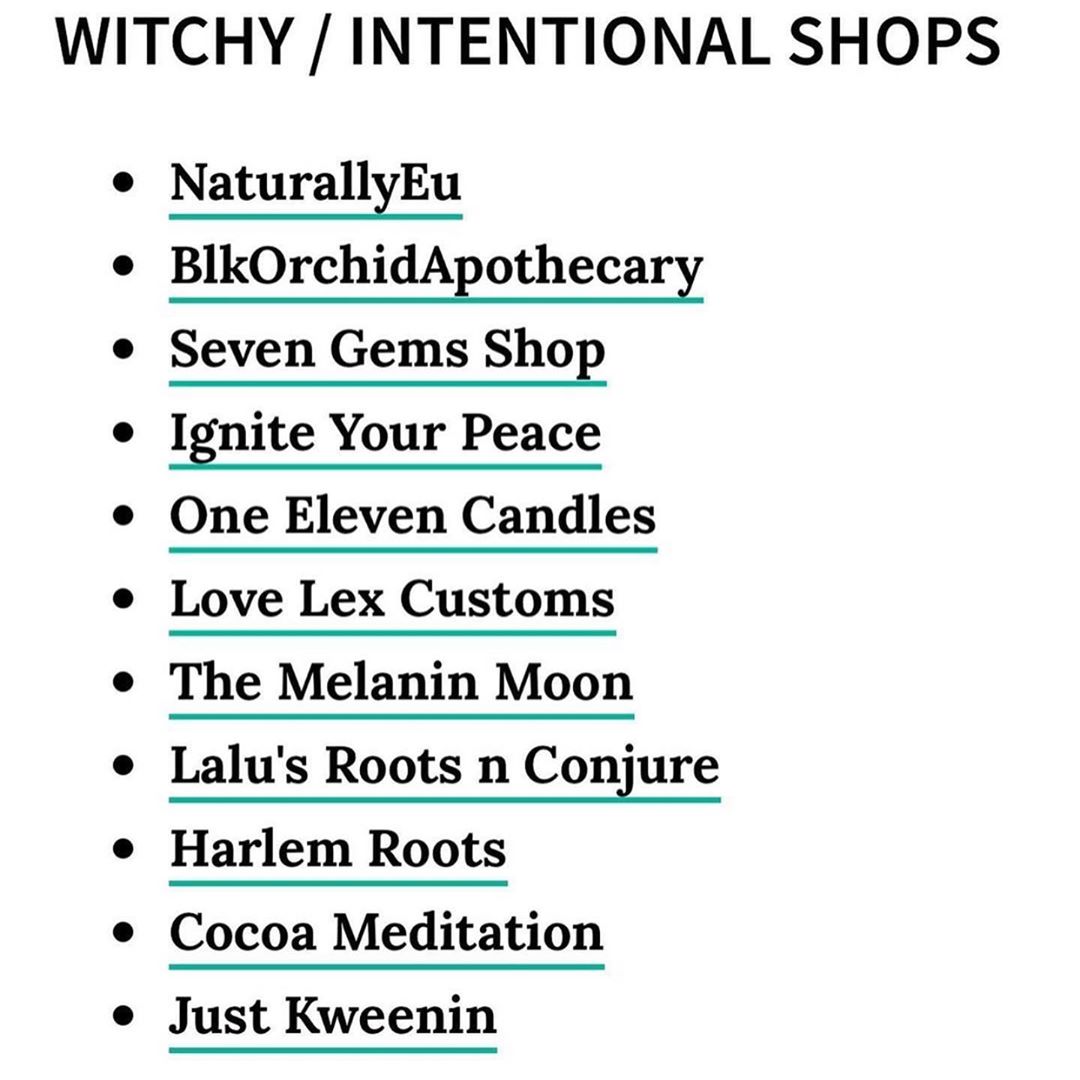 WITCHY / INTENTIONAL SHOPS
• NaturallyEu
• BlkOrchidApothecary
• Seven Gems Shop
• Ignite Your Peace
• One Eleven Candles
• Love Lex Customs
• The Melanin Moon
• Lalu's Roots n Conjure
• Harlem Roots
• Cocoa Meditation
• Just Kweenin